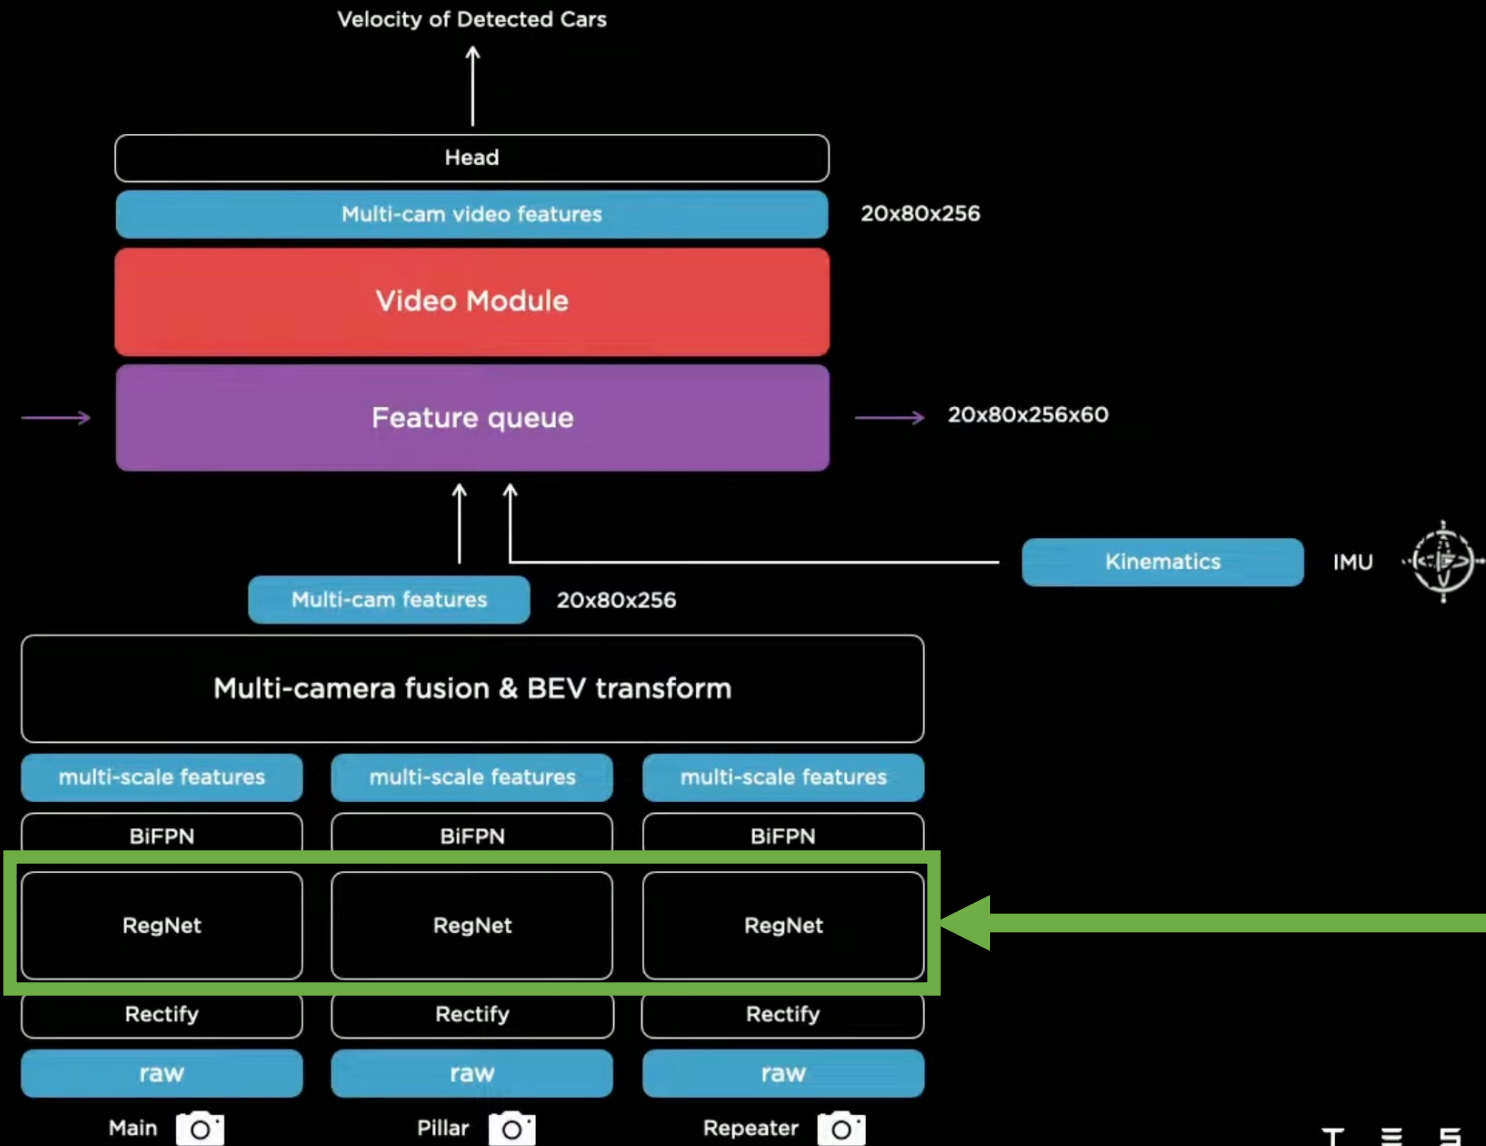 Velocity of Detected Cars
Head
Multi-cam video features 20x80x256
Video Module
Feature queue 20x80x256x60
Kinematics IMU
Multi-cam features 20x80x256
Multi-camera fusion & BEV transform
multi-scale features multi-scale features multi-scale features
BiFPN BiFPN BiFPN
RegNet RegNet RegNet
Rectify Rectify Rectify
raw raw raw
Main Pillar Repeater
T E S